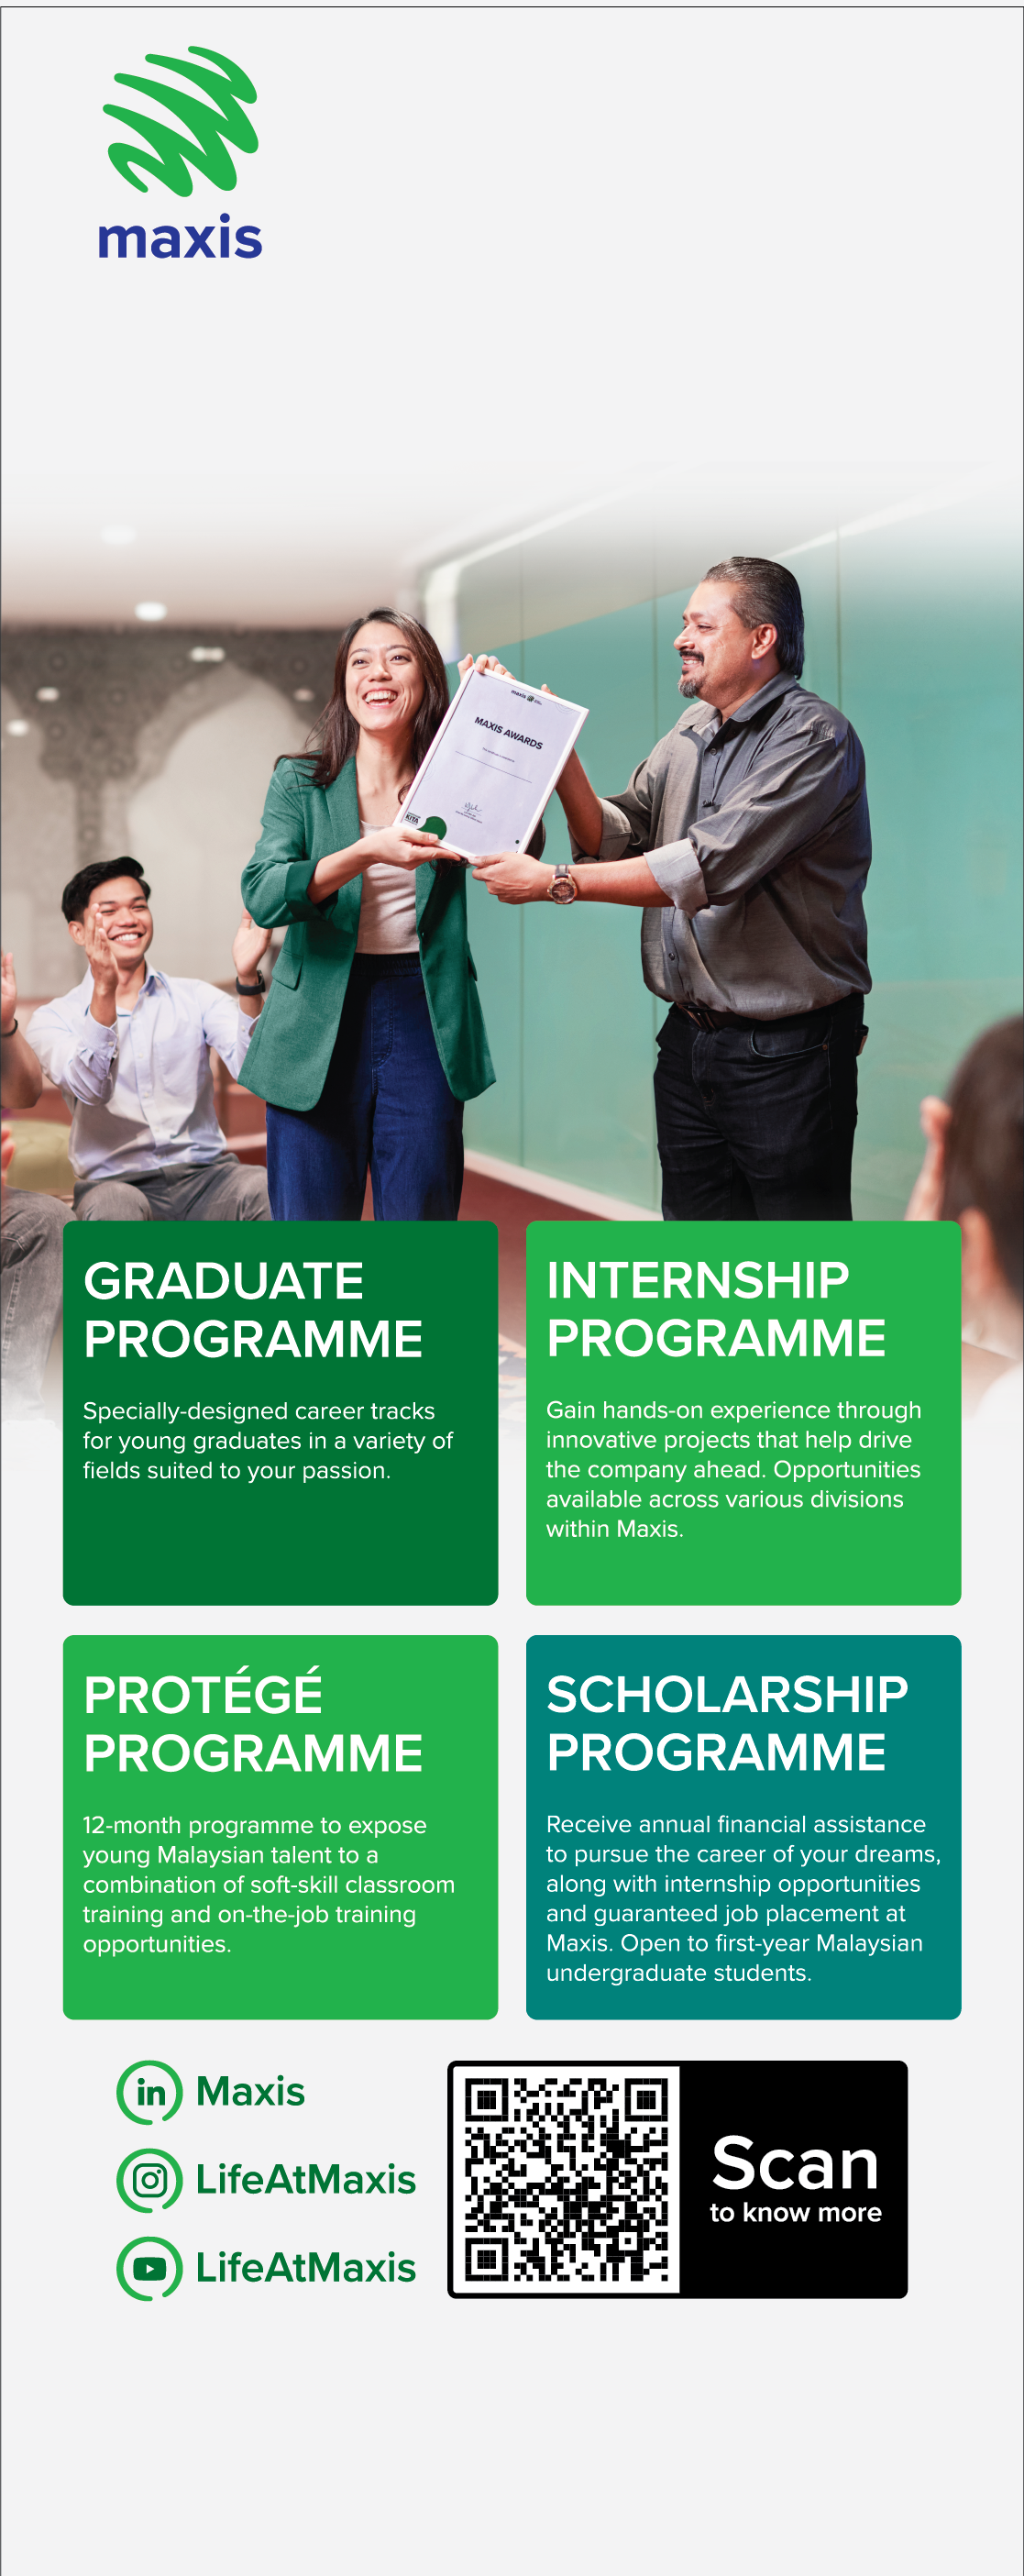 maxis
maxis
MAXIS AWARDS
KITA
GRADUATE
PROGRAMME
Specially-designed career tracks
for young graduates in a variety of
fields suited to your passion.
INTERNSHIP
PROGRAMME
Gain hands-on experience through
innovative projects that help drive
the company ahead. Opportunities
available across various divisions
within Maxis.
PROTÉGÉ
PROGRAMME
12-month programme to expose
young Malaysian talent to a
combination of soft-skill classroom
training and on-the-job training
opportunities.
SCHOLARSHIP
PROGRAMME
Receive annual financial assistance
to pursue the career of your dreams,
along with internship opportunities
and guaranteed job placement at
Maxis. Open to first-year Malaysian
undergraduate students.
in Maxis
LifeAtMaxis
LifeAtMaxis
Scan
to know more